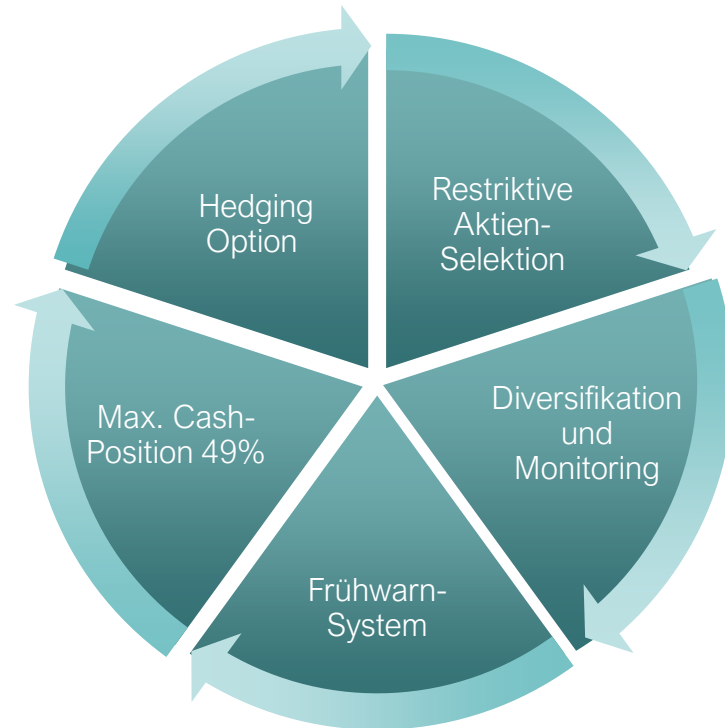 Hedging
Option
Restriktive
Aktien-
Selektion
Diversifikation
und
Monitoring
Frühwarn-
System
Max. Cash-
Position 49%